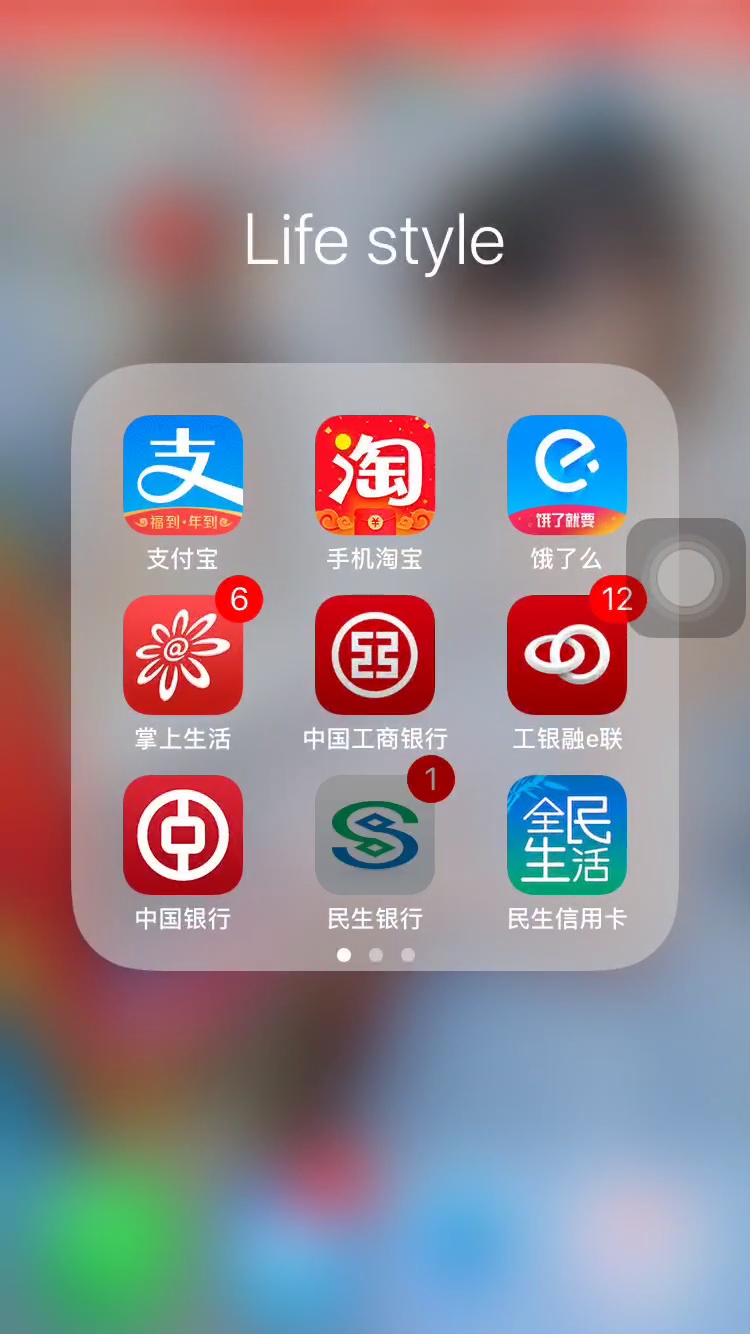 Life style
支
福到·年到
淘
¥
饿了就要
支付宝
手机淘宝
饿了么
6
12
@
掌上生活
中国工商银行
工银融e联
1
全民
生活
中国银行
民生银行
民生信用卡